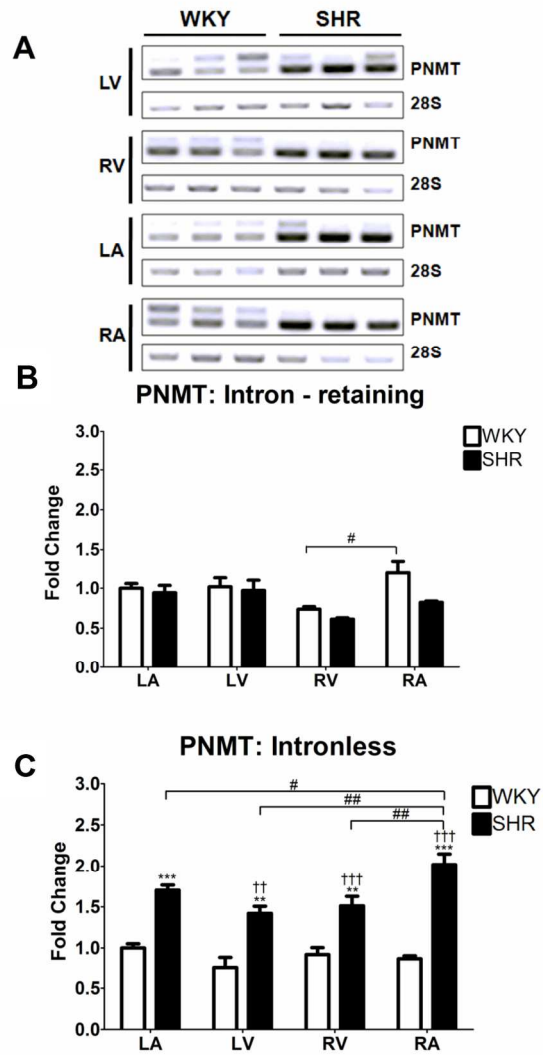 WKY SHR
A
LV
PNMT
28S
RV
PNMT
28S
LA
PNMT
28S
RA
PNMT
28S
B
PNMT: Intron - retaining
WKY
SHR
Fold Change
3.0
2.5
2.0
1.5
1.0
0.5
0.0
#
LA LV RV RA
C
PNMT: Intronless
WKY
SHR
Fold Change
3.0
2.5
2.0
1.5
1.0
0.5
0.0
#
##
##
***
††
**
†††
**
†††
***
LA LV RV RA